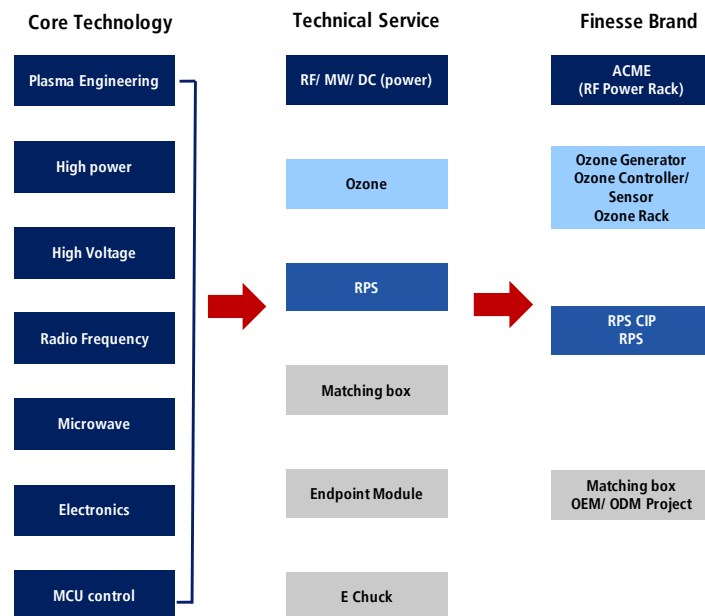 Core Technology
Plasma Engineering
High power
High Voltage
Radio Frequency
Microwave
Electronics
MCU control
Technical Service
RF/ MW/ DC (power)
Ozone
RPS
Matching box
Endpoint Module
E Chuck
Finesse Brand
ACME
(RF Power Rack)
Ozone Generator
Ozone Controller/
Sensor
Ozone Rack
RPS CIP
RPS
Matching box
OEM/ ODM Project